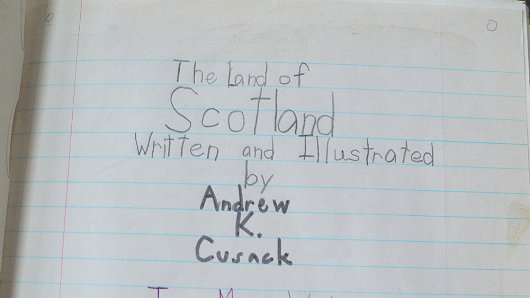 The Land of
Scotland
Written and Illustrated
by
Andrew
K.
Cusack